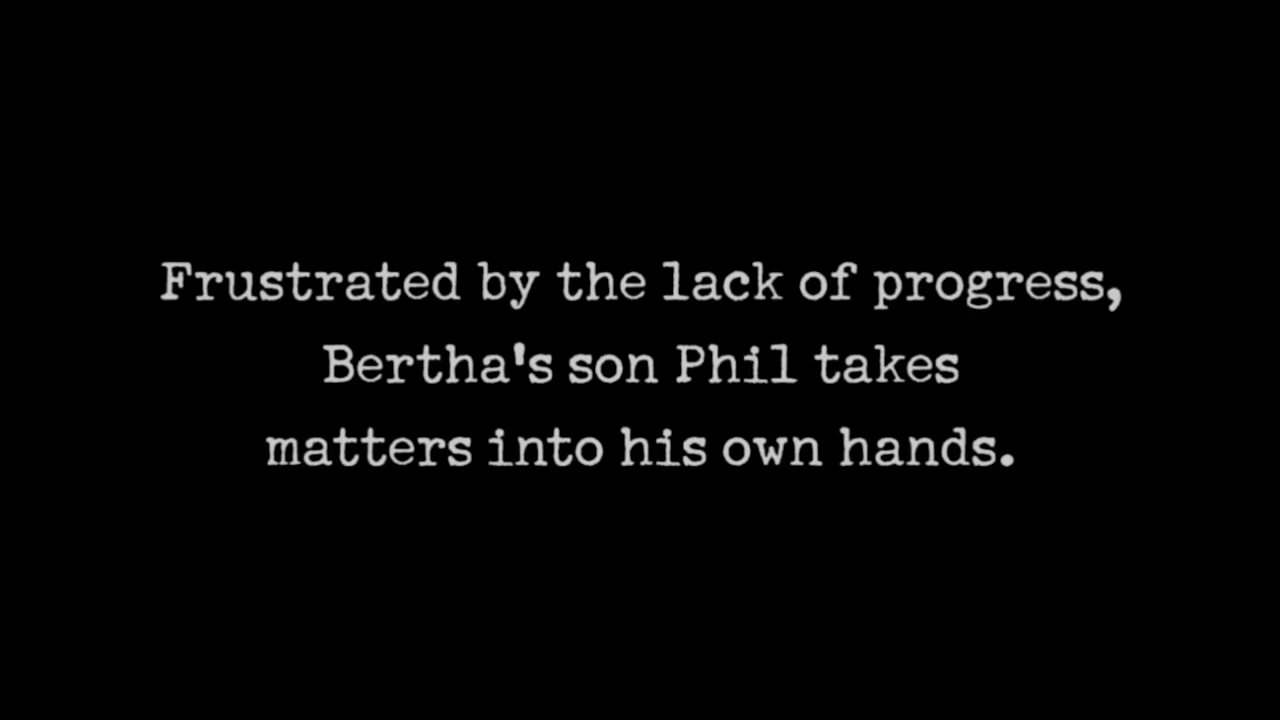 Frustrated by the lack of progress,
Bertha's son Phil takes
matters into his own hands.